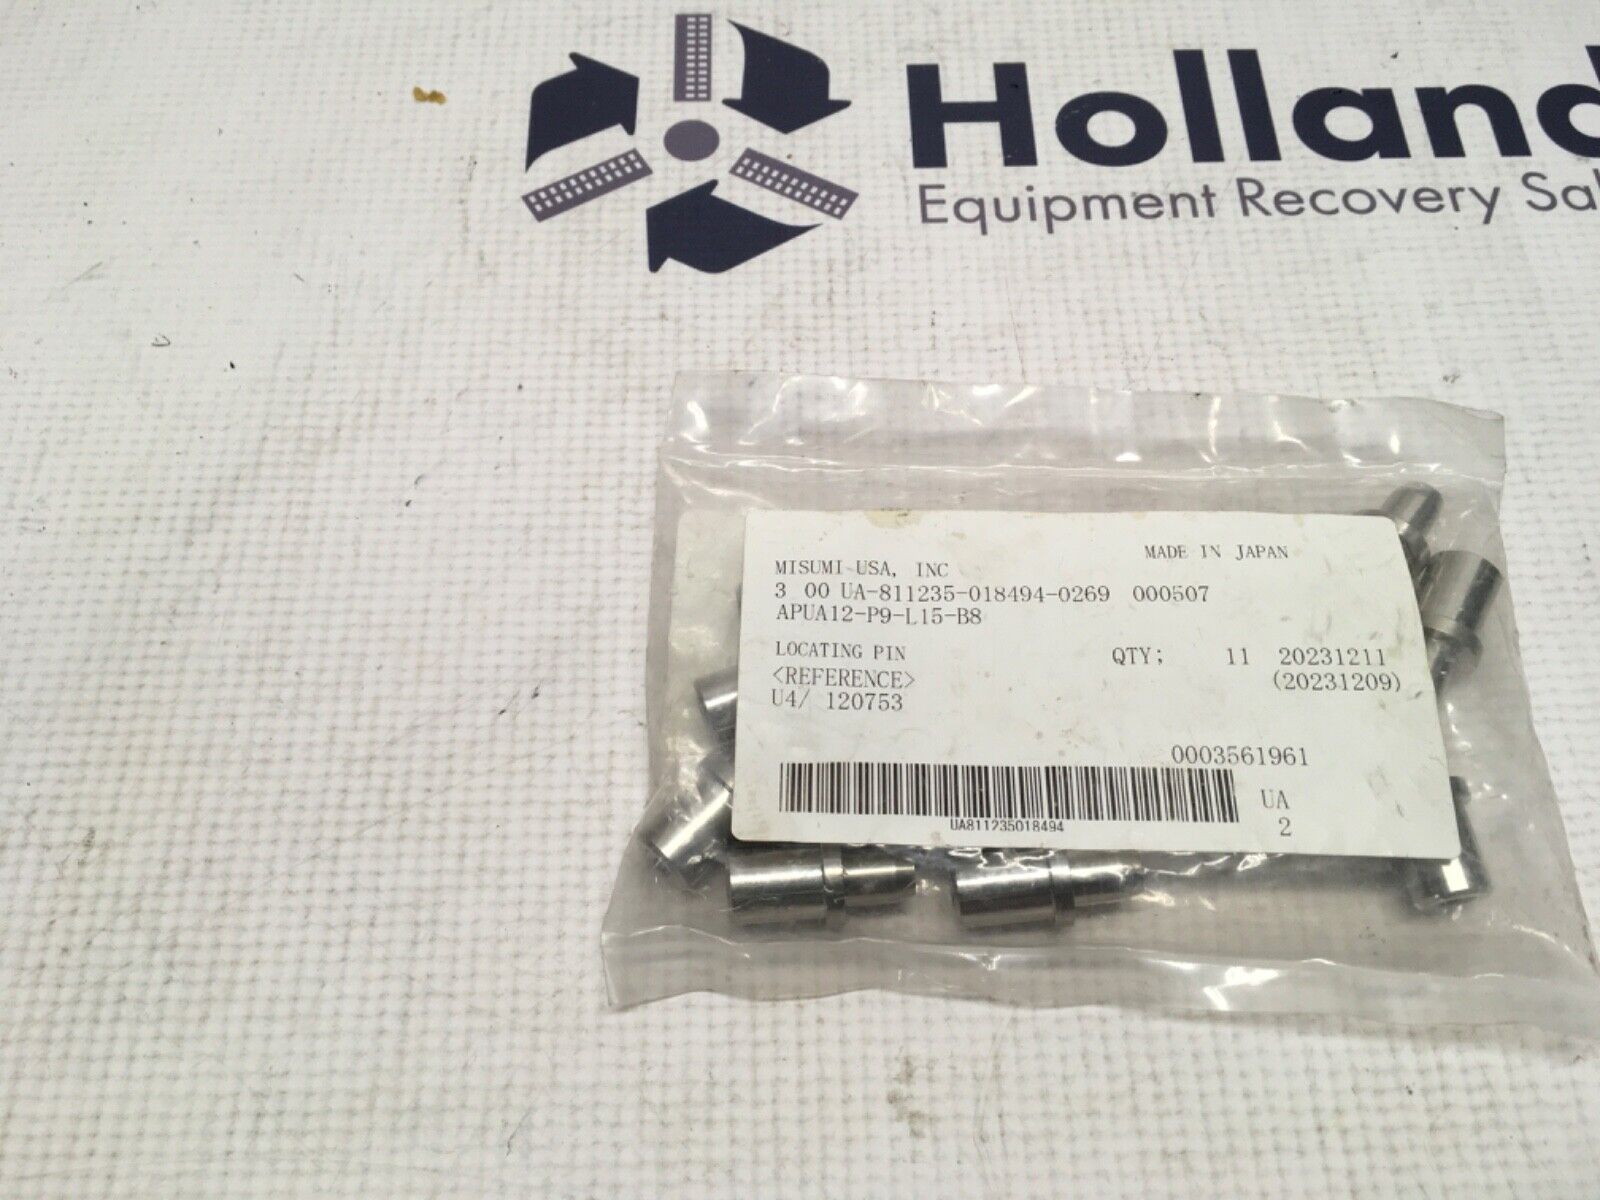 Holland
Equipment Recovery Sal
MADE IN JAPAN
MISUMI USA, INC
3 00 UA-811235-018494-0269 000507
APUA12-P9-L15-B8
LOCATING PIN QTY; 11 20231211
<REFERENCE> (20231209)
U4/ 120753
0003561961
UA
UA811235018494
2